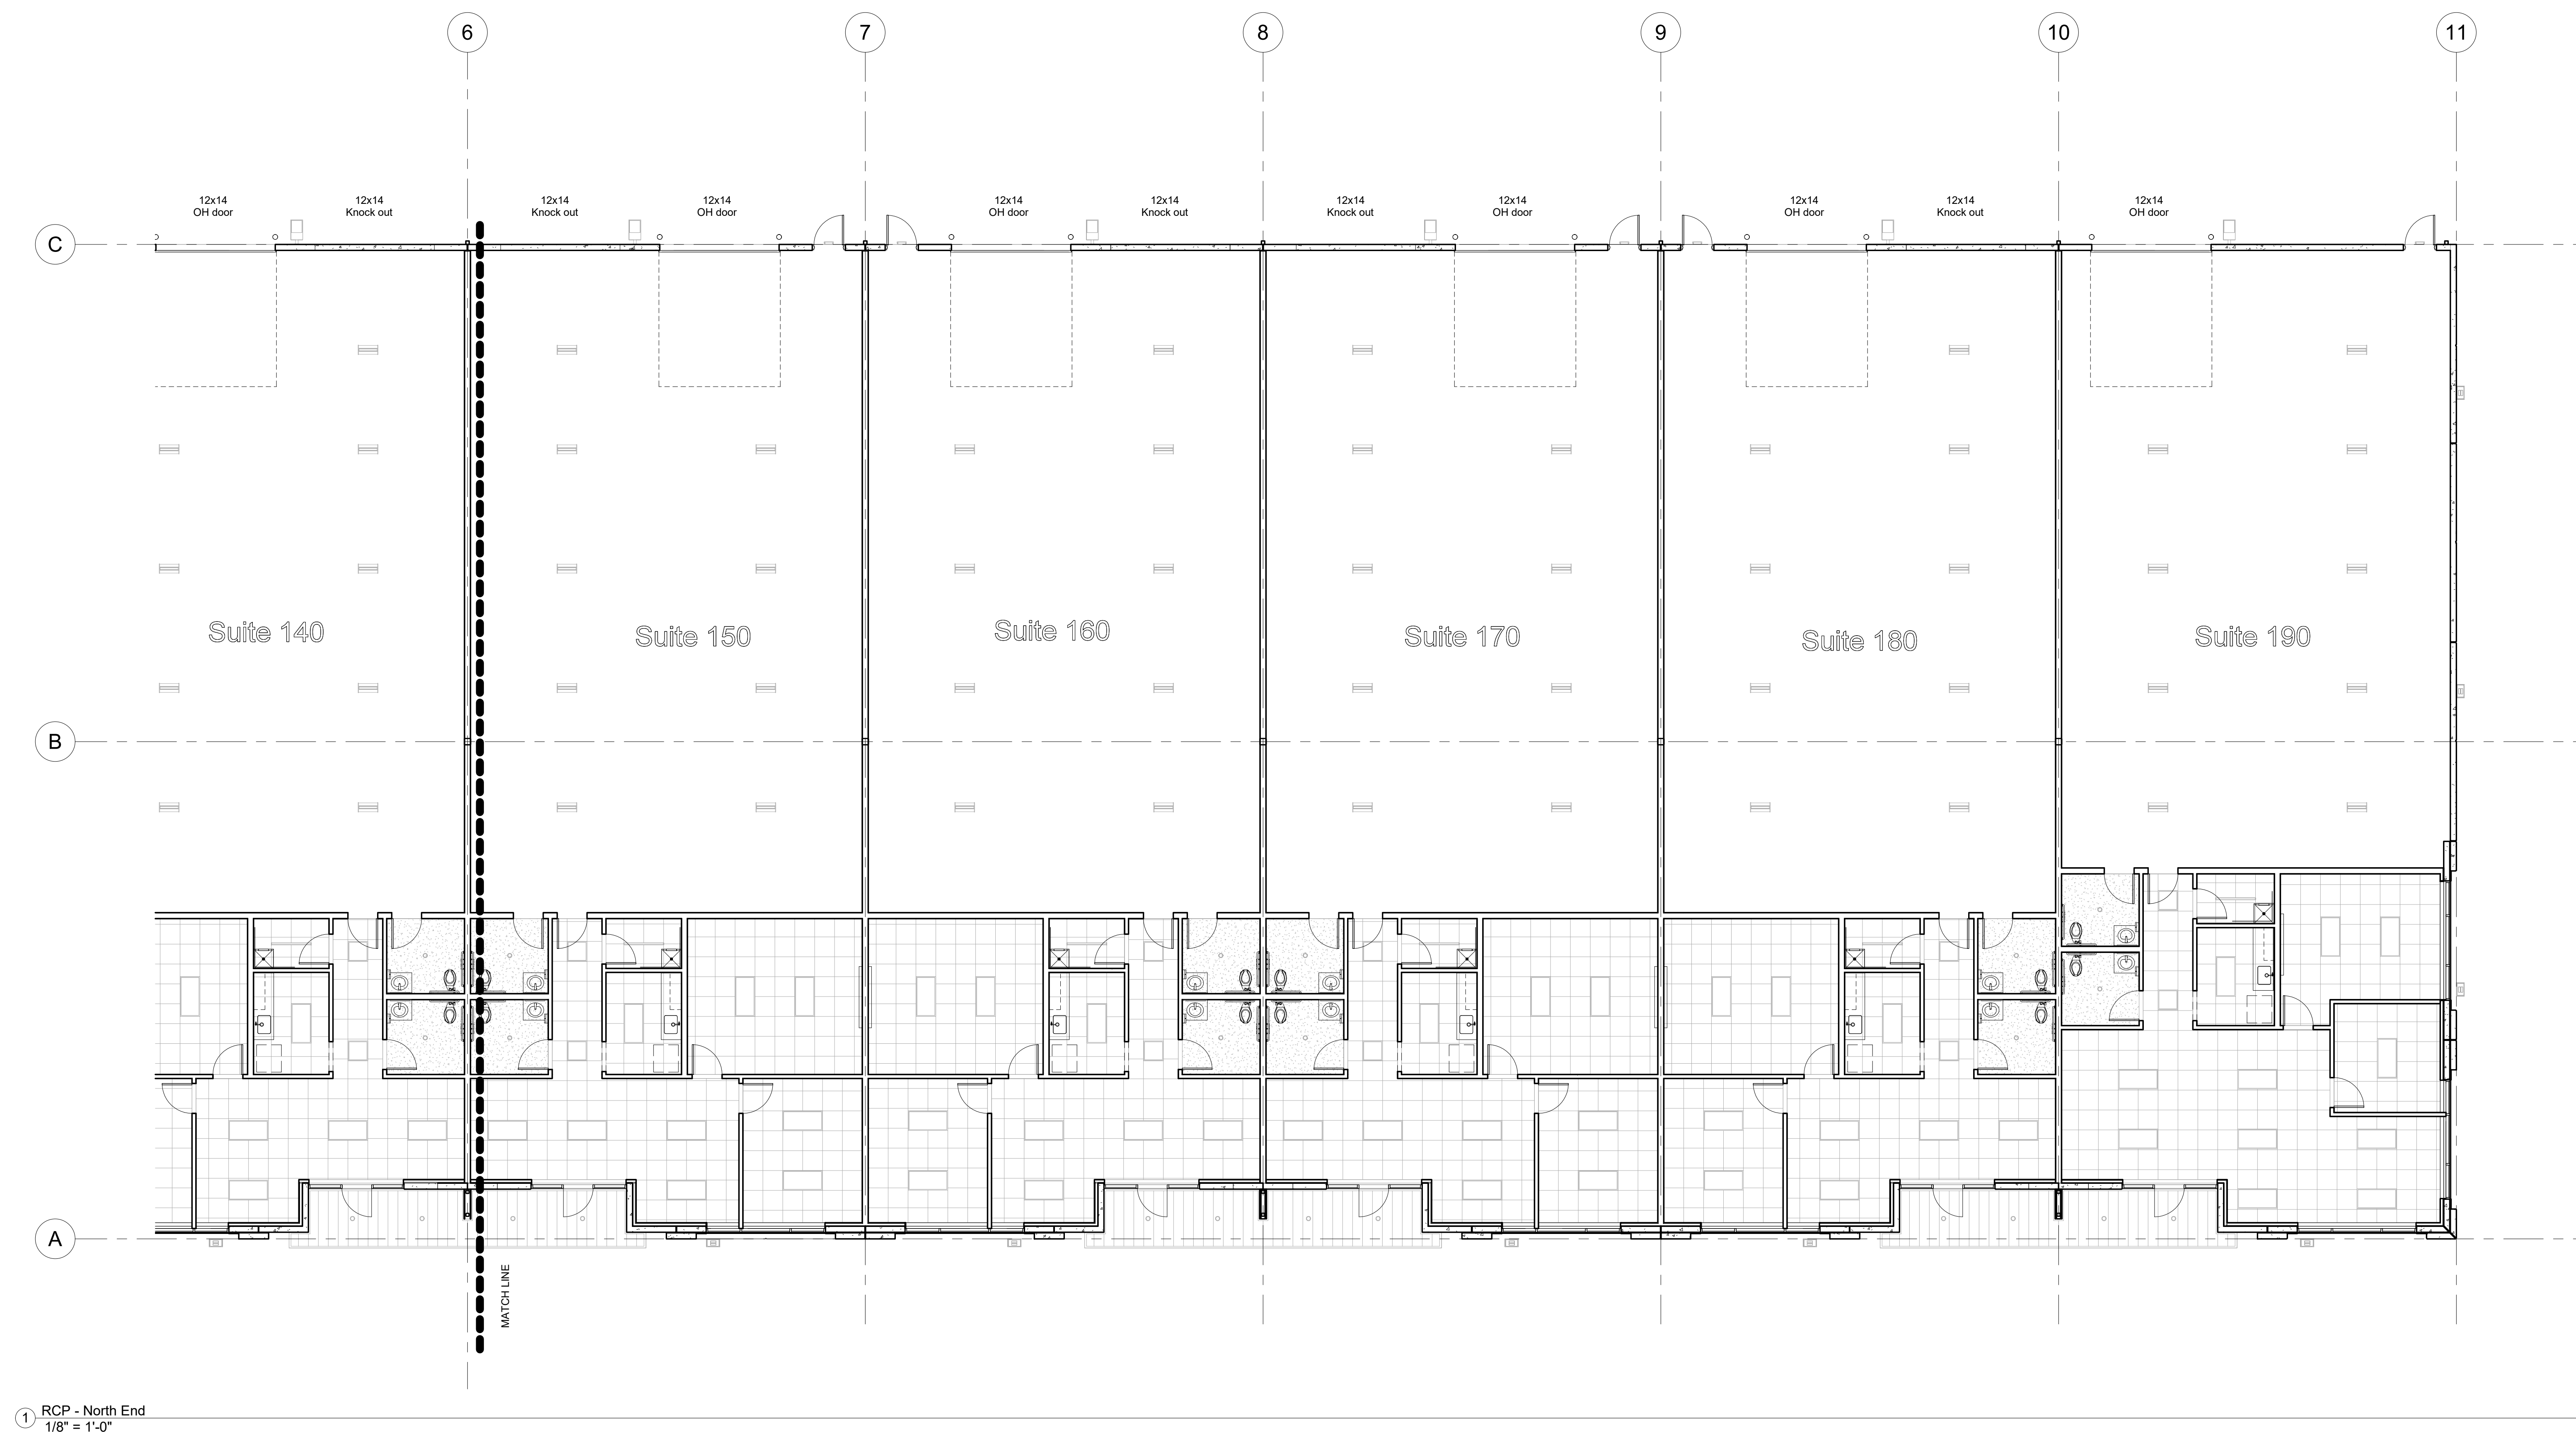 6
7
8
9
10
11
12x14
OH door
12x14
Knock out
12x14
Knock out
12x14
OH door
12x14
OH door
12x14
Knock out
12x14
Knock out
12x14
OH door
12x14
OH door
12x14
Knock out
12x14
OH door
C
Suite 140
Suite 150
Suite 160
Suite 170
Suite 180
Suite 190
B
A
MATCH LINE
1
RCP - North End
1/8" = 1'-0"